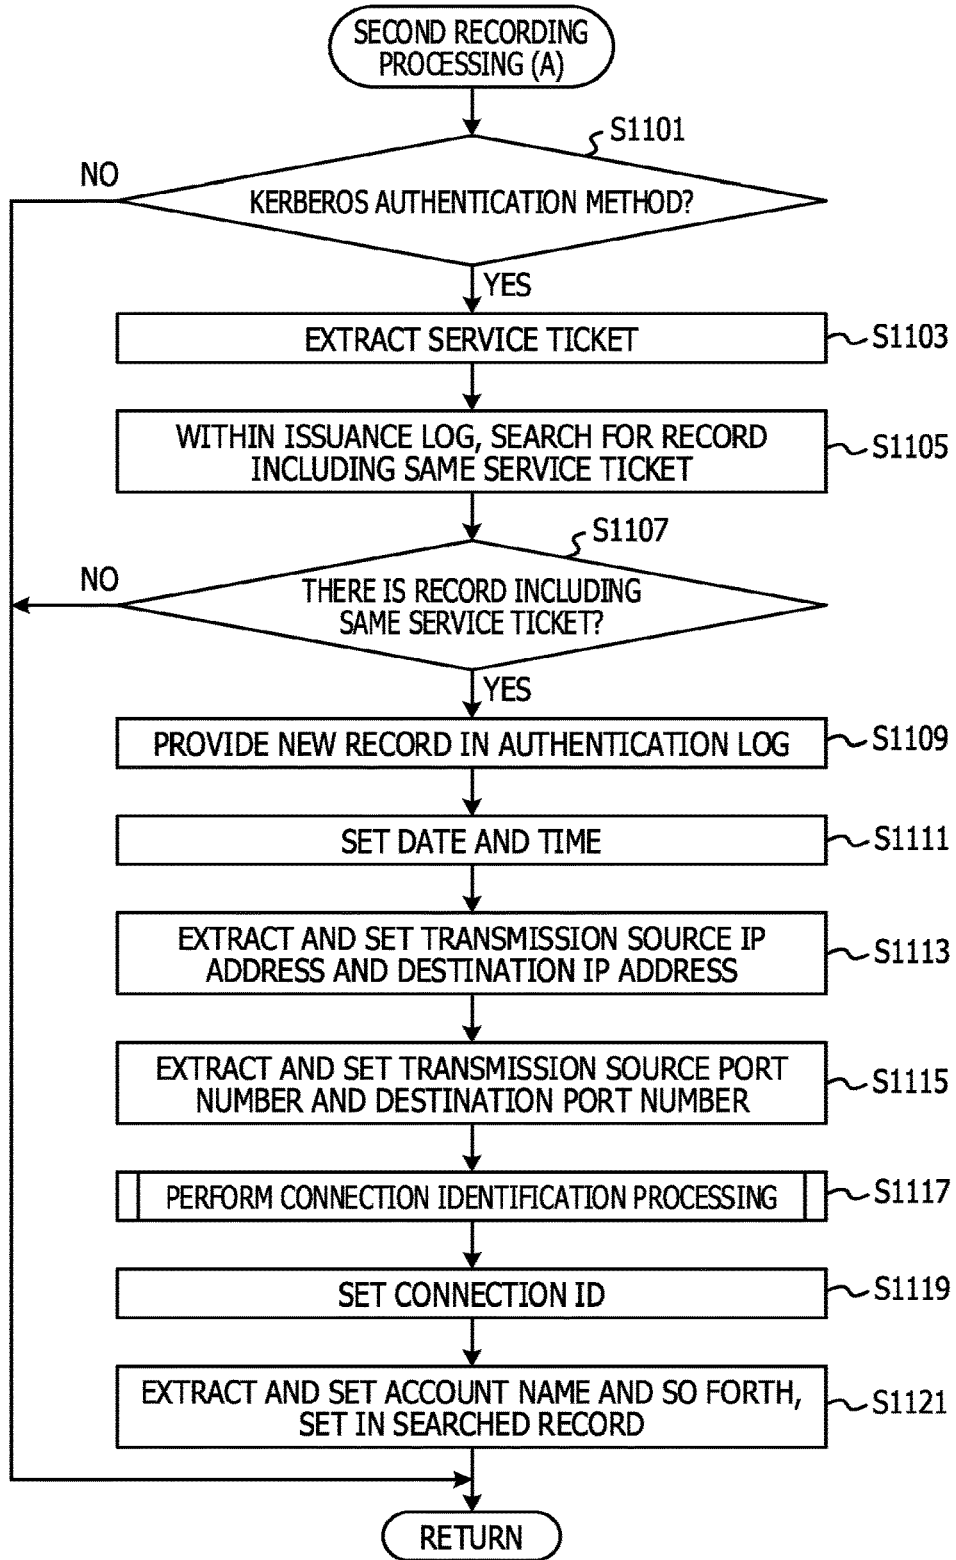 SECOND RECORDING
PROCESSING (A)
S1101
NO
KERBEROS AUTHENTICATION METHOD?
YES
EXTRACT SERVICE TICKET
S1103
WITHIN ISSUANCE LOG, SEARCH FOR RECORD
INCLUDING SAME SERVICE TICKET
S1105
S1107
NO
THERE IS RECORD INCLUDING
SAME SERVICE TICKET?
YES
PROVIDE NEW RECORD IN AUTHENTICATION LOG
S1109
SET DATE AND TIME
S1111
EXTRACT AND SET TRANSMISSION SOURCE IP
ADDRESS AND DESTINATION IP ADDRESS
S1113
EXTRACT AND SET TRANSMISSION SOURCE PORT
NUMBER AND DESTINATION PORT NUMBER
S1115
PERFORM CONNECTION IDENTIFICATION PROCESSING
S1117
SET CONNECTION ID
S1119
EXTRACT AND SET ACCOUNT NAME AND SO FORTH,
SET IN SEARCHED RECORD
S1121
RETURN